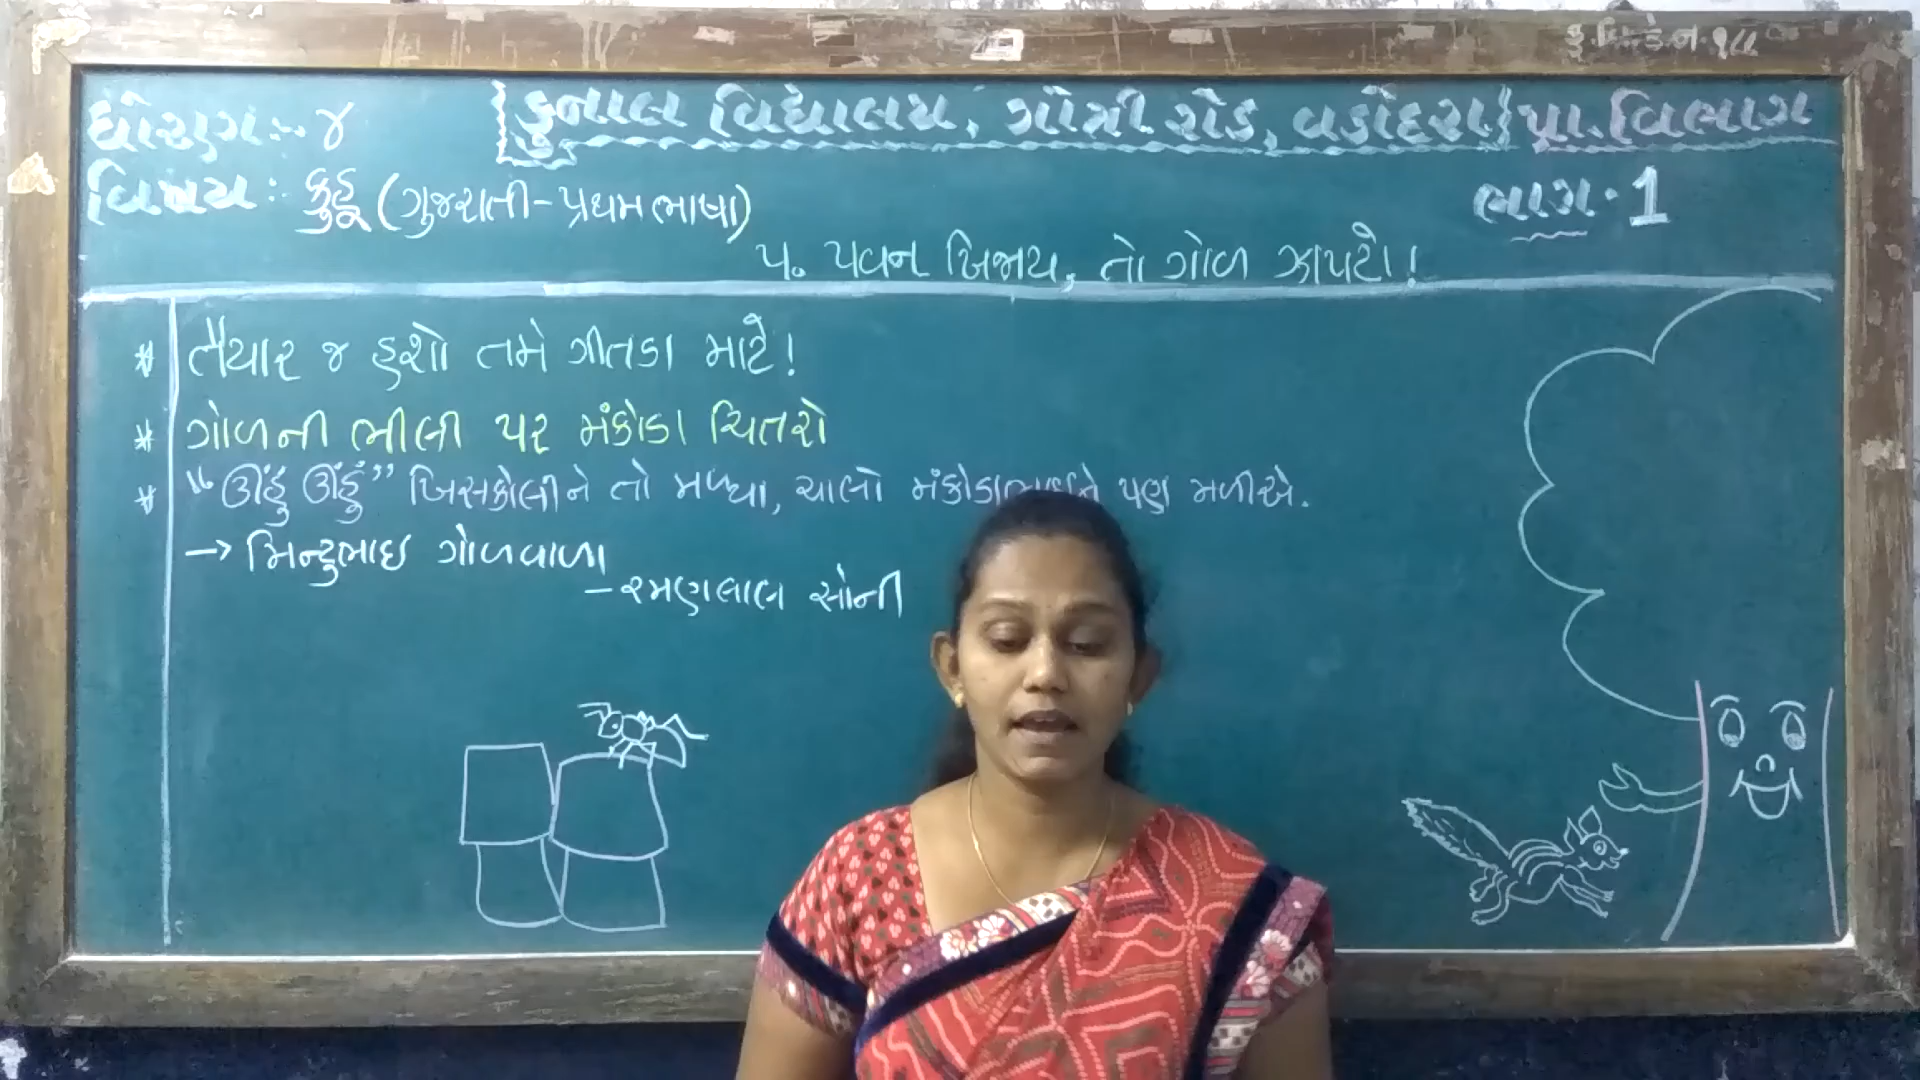 ધોરણ :- ૪
કુનાલ વિદ્યાલય, ગોત્રી રોડ, વડોદરા પ્રા. વિભાગ
વિષય :- કુહૂ (ગુજરાતી - પ્રથમ ભાષા)
ભાગ - 1
૫. પવન ખિજાય, તો ગોળ ઝાપટો!
* તૈયાર જ હશો તમે ગીતડા માટે!
* ગોળની ભીલી પર મંકોડા ચિતરો
* "ઊંહું ઊંહું" ખિસકોલીને તો મળ્યા, ચાલો પણ મળીએ.
→ મિન્ટુભાઇ ગોળવાળા
- રમણલાલ સોની